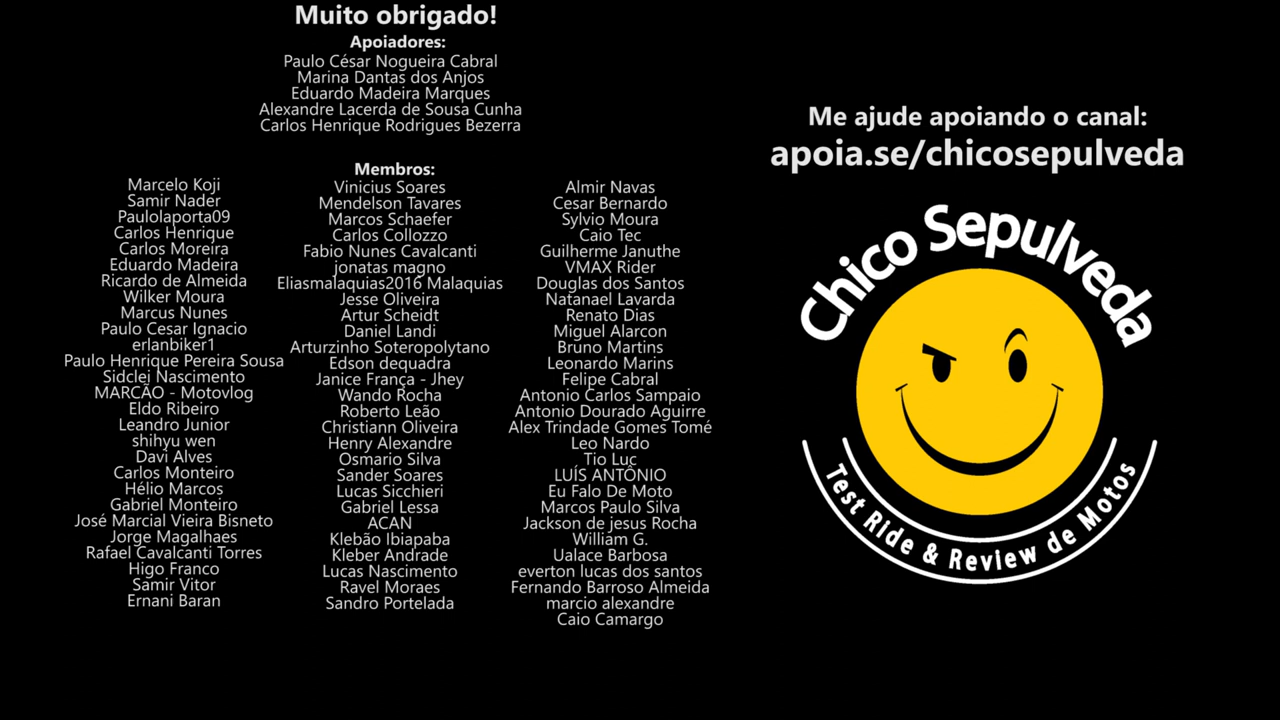 Muito obrigado!
Apoiadores:
Paulo César Nogueira Cabral
Marina Dantas dos Anjos
Eduardo Madeira Marques
Alexandre Lacerda de Sousa Cunha
Carlos Henrique Rodrigues Bezerra
Membros:
Marcelo Koji
Samir Nader
Paulolaporta09
Carlos Henrique
Carlos Moreira
Eduardo Madeira
Ricardo de Almeida
Wilker Moura
Marcus Nunes
Paulo Cesar Ignacio
erlanbiker1
Paulo Henrique Pereira Sousa
Sidclei Nascimento
MARCÃO - Motovlog
Eldo Ribeiro
Leandro Junior
shihyu wen
Davi Alves
Carlos Monteiro
Hélio Marcos
Gabriel Monteiro
José Marcial Vieira Bisneto
Jorge Magalhaes
Rafael Cavalcanti Torres
Higo Franco
Samir Vitor
Ernani Baran
Vinicius Soares
Mendelson Tavares
Marcos Schaefer
Carlos Collozzo
Fabio Nunes Cavalcanti
jonatas magno
Eliasmalaquias2016 Malaquias
Jesse Oliveira
Artur Scheidt
Daniel Landi
Arturzinho Soteropolytano
Edson dequadra
Janice França - Jhey
Wando Rocha
Roberto Leão
Christiann Oliveira
Henry Alexandre
Osmario Silva
Sander Soares
Lucas Sicchieri
Gabriel Lessa
ACAN
Klebão Ibiapaba
Kleber Andrade
Lucas Nascimento
Ravel Moraes
Sandro Portelada
Almir Navas
Cesar Bernardo
Sylvio Moura
Caio Tec
Guilherme Januthe
VMAX Rider
Douglas dos Santos
Natanael Lavarda
Renato Dias
Miguel Alarcon
Bruno Martins
Leonardo Marins
Felipe Cabral
Antonio Carlos Sampaio
Antonio Dourado Aguirre
Alex Trindade Gomes Tomé
Leo Nardo
Tio Luc
LUÍS ANTÔNIO
Eu Falo De Moto
Marcos Paulo Silva
Jackson de jesus Rocha
William G.
Ualace Barbosa
everton lucas dos santos
Fernando Barroso Almeida
marcio alexandre
Caio Camargo
Me ajude apoiando o canal:
apoia.se/chicosepulveda
Chico Sepulveda
Test Ride & Review de Motos